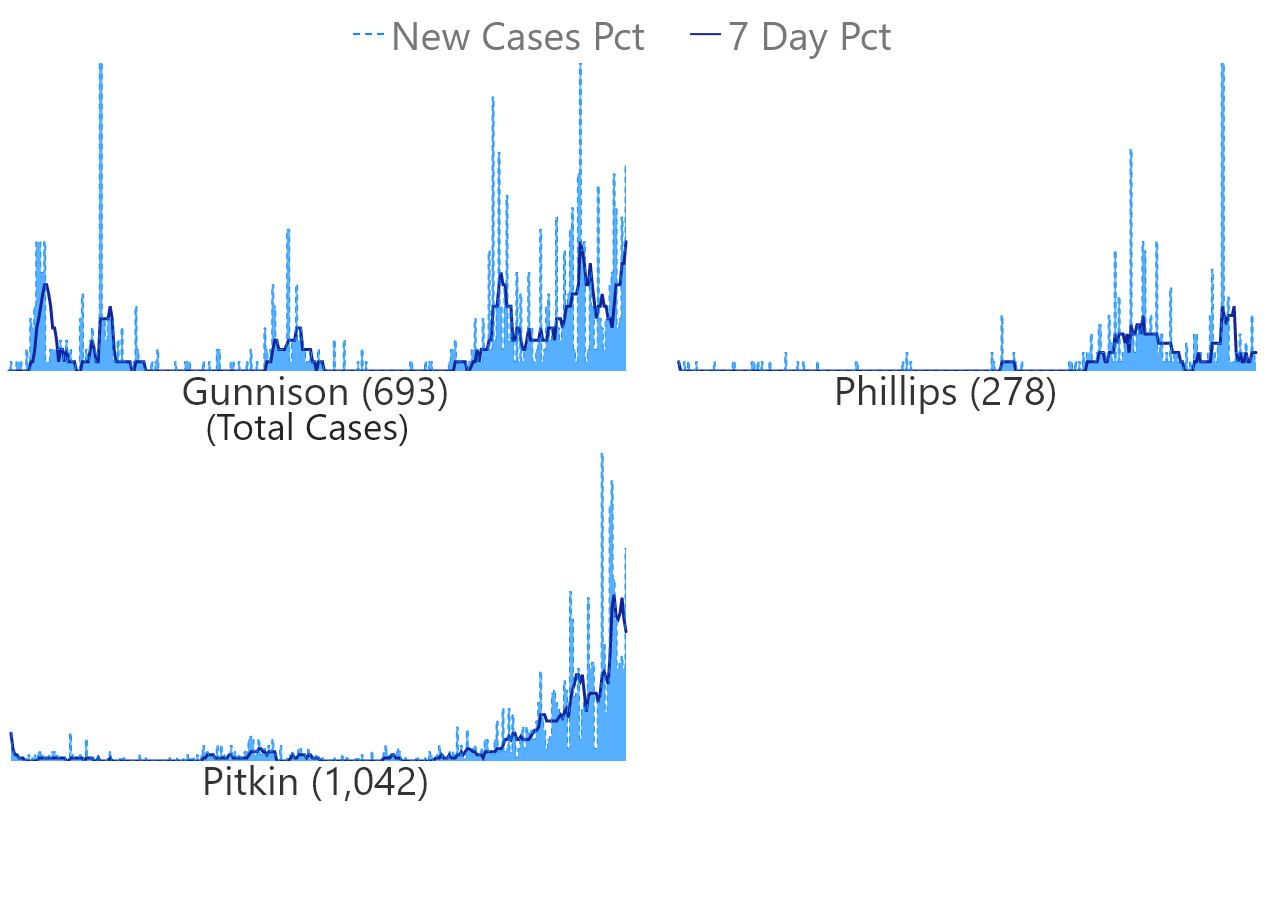 New Cases Pct 7 Day Pct
Gunnison (693)
(Total Cases)
Phillips (278)
Pitkin (1,042)